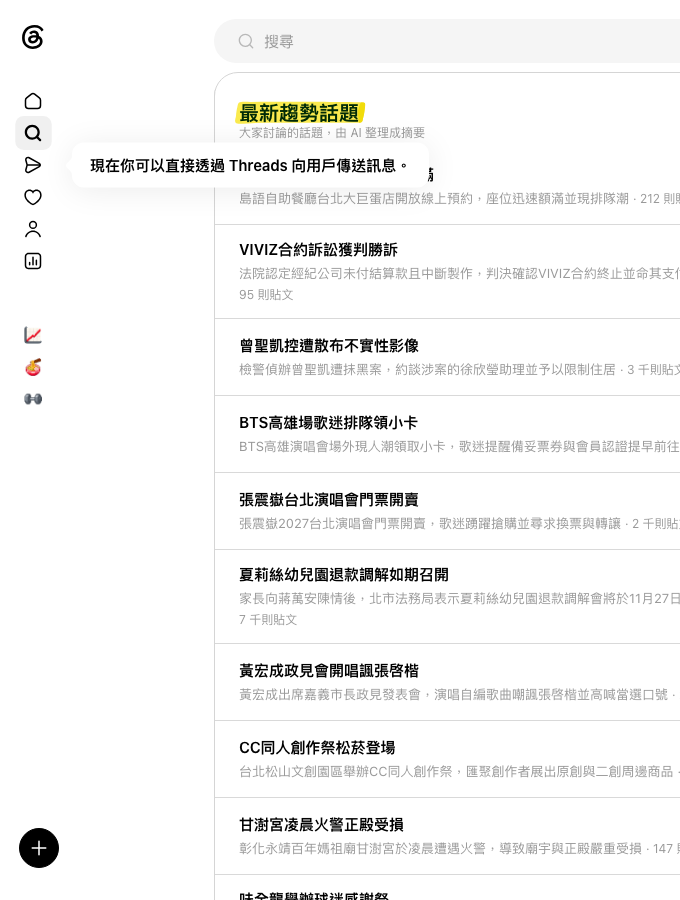 搜尋
最新趨勢話題
大家討論的話題，由 AI 整理成摘要
現在你可以直接透過 Threads 向用戶傳送訊息。
島語自助餐廳台北大巨蛋店開放線上預約，座位迅速額滿並現排隊潮 · 212 則
VIVIZ合約訴訟獲判勝訴
法院認定經紀公司未付結算款且中斷製作，判決確認VIVIZ合約終止並命其支
95 則貼文
曾聖凱控遭散布不實性影像
檢警偵辦曾聖凱遭抹黑案，約談涉案的徐欣瑩助理並予以限制住居 · 3 千則貼文
BTS高雄場歌迷排隊領小卡
BTS高雄演唱會場外現人潮領取小卡，歌迷提醒備妥票券與會員認證提早前往
張震嶽台北演唱會門票開賣
張震嶽2027台北演唱會門票開賣，歌迷踴躍搶購並尋求換票與轉讓 · 2 千則貼
夏莉絲幼兒園退款調解如期召開
家長向蔣萬安陳情後，北市法務局表示夏莉絲幼兒園退款調解會將於11月27日
7 千則貼文
黃宏成政見會開唱諷張啓楷
黃宏成出席嘉義市長政見發表會，演唱自編歌曲嘲諷張啓楷並高喊當選口號 ·
CC同人創作祭松菸登場
台北松山文創園區舉辦CC同人創作祭，匯聚創作者展出原創與二創周邊商品 ·
甘澍宮凌晨火警正殿受損
彰化永靖百年媽祖廟甘澍宮於凌晨遭遇火警，導致廟宇與正殿嚴重受損 · 147
味全龍舉辦球迷感謝祭